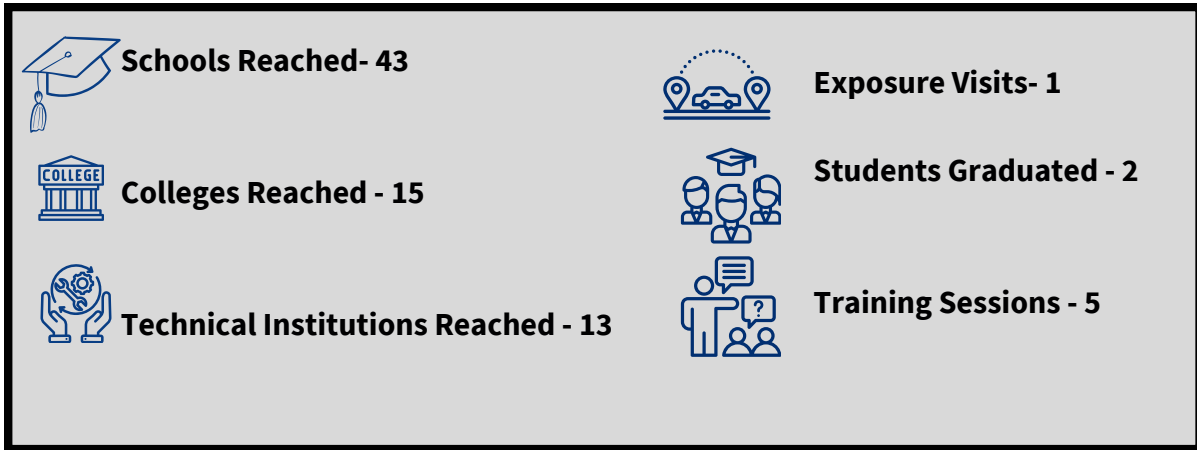 Schools Reached- 43
COLLEGE
Colleges Reached - 15
Technical Institutions Reached - 13
Exposure Visits- 1
Students Graduated - 2
?
Training Sessions - 5